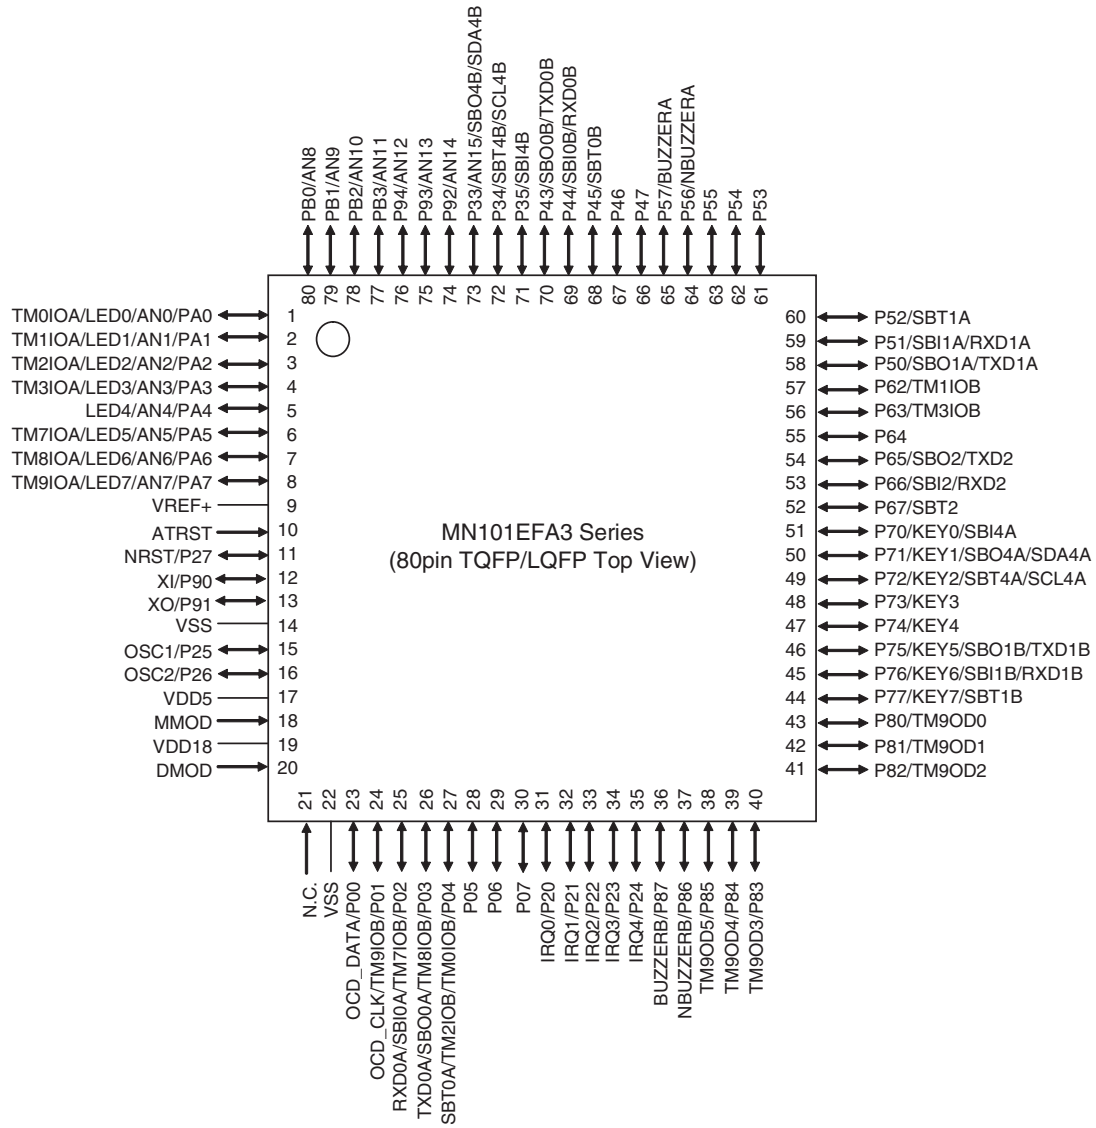 80 PB0/AN8
79 PB1/AN9
78 PB2/AN10
77 PB3/AN11
76 P94/AN12
75 P93/AN13
74 P92/AN14
73 P33/AN15/SBO4B/SDA4B
72 P34/SBT4B/SCL4B
71 P35/SBI4B
70 P43/SBO0B/TXD0B
69 P44/SBI0B/RXD0B
68 P45/SBT0B
67 P46
66 P47
65 P57/BUZZERA
64 P56/NBUZZERA
63 P55
62 P54
61 P53
TM0IOA/LED0/AN0/PA0 1
TM1IOA/LED1/AN1/PA1 2
TM2IOA/LED2/AN2/PA2 3
TM3IOA/LED3/AN3/PA3 4
LED4/AN4/PA4 5
TM7IOA/LED5/AN5/PA5 6
TM8IOA/LED6/AN6/PA6 7
TM9IOA/LED7/AN7/PA7 8
VREF+ 9
ATRST 10
NRST/P27 11
XI/P90 12
XO/P91 13
VSS 14
OSC1/P25 15
OSC2/P26 16
VDD5 17
MMOD 18
VDD18 19
DMOD 20
MN101EFA3 Series
(80pin TQFP/LQFP Top View)
60 P52/SBT1A
59 P51/SBI1A/RXD1A
58 P50/SBO1A/TXD1A
57 P62/TM1IOB
56 P63/TM3IOB
55 P64
54 P65/SBO2/TXD2
53 P66/SBI2/RXD2
52 P67/SBT2
51 P70/KEY0/SBI4A
50 P71/KEY1/SBO4A/SDA4A
49 P72/KEY2/SBT4A/SCL4A
48 P73/KEY3
47 P74/KEY4
46 P75/KEY5/SBO1B/TXD1B
45 P76/KEY6/SBI1B/RXD1B
44 P77/KEY7/SBT1B
43 P80/TM9OD0
42 P81/TM9OD1
41 P82/TM9OD2
21 N.C.
22 VSS
23 OCD_DATA/P00
24 OCD_CLK/TM9IOB/P01
25 RXD0A/SBI0A/TM7IOB/P02
26 TXD0A/SBO0A/TM8IOB/P03
27 SBT0A/TM2IOB/TM0IOB/P04
28 P05
29 P06
30 P07
31 IRQ0/P20
32 IRQ1/P21
33 IRQ2/P22
34 IRQ3/P23
35 IRQ4/P24
36 BUZZERB/P87
37 NBUZZERB/P86
38 TM9OD5/P85
39 TM9OD4/P84
40 TM9OD3/P83